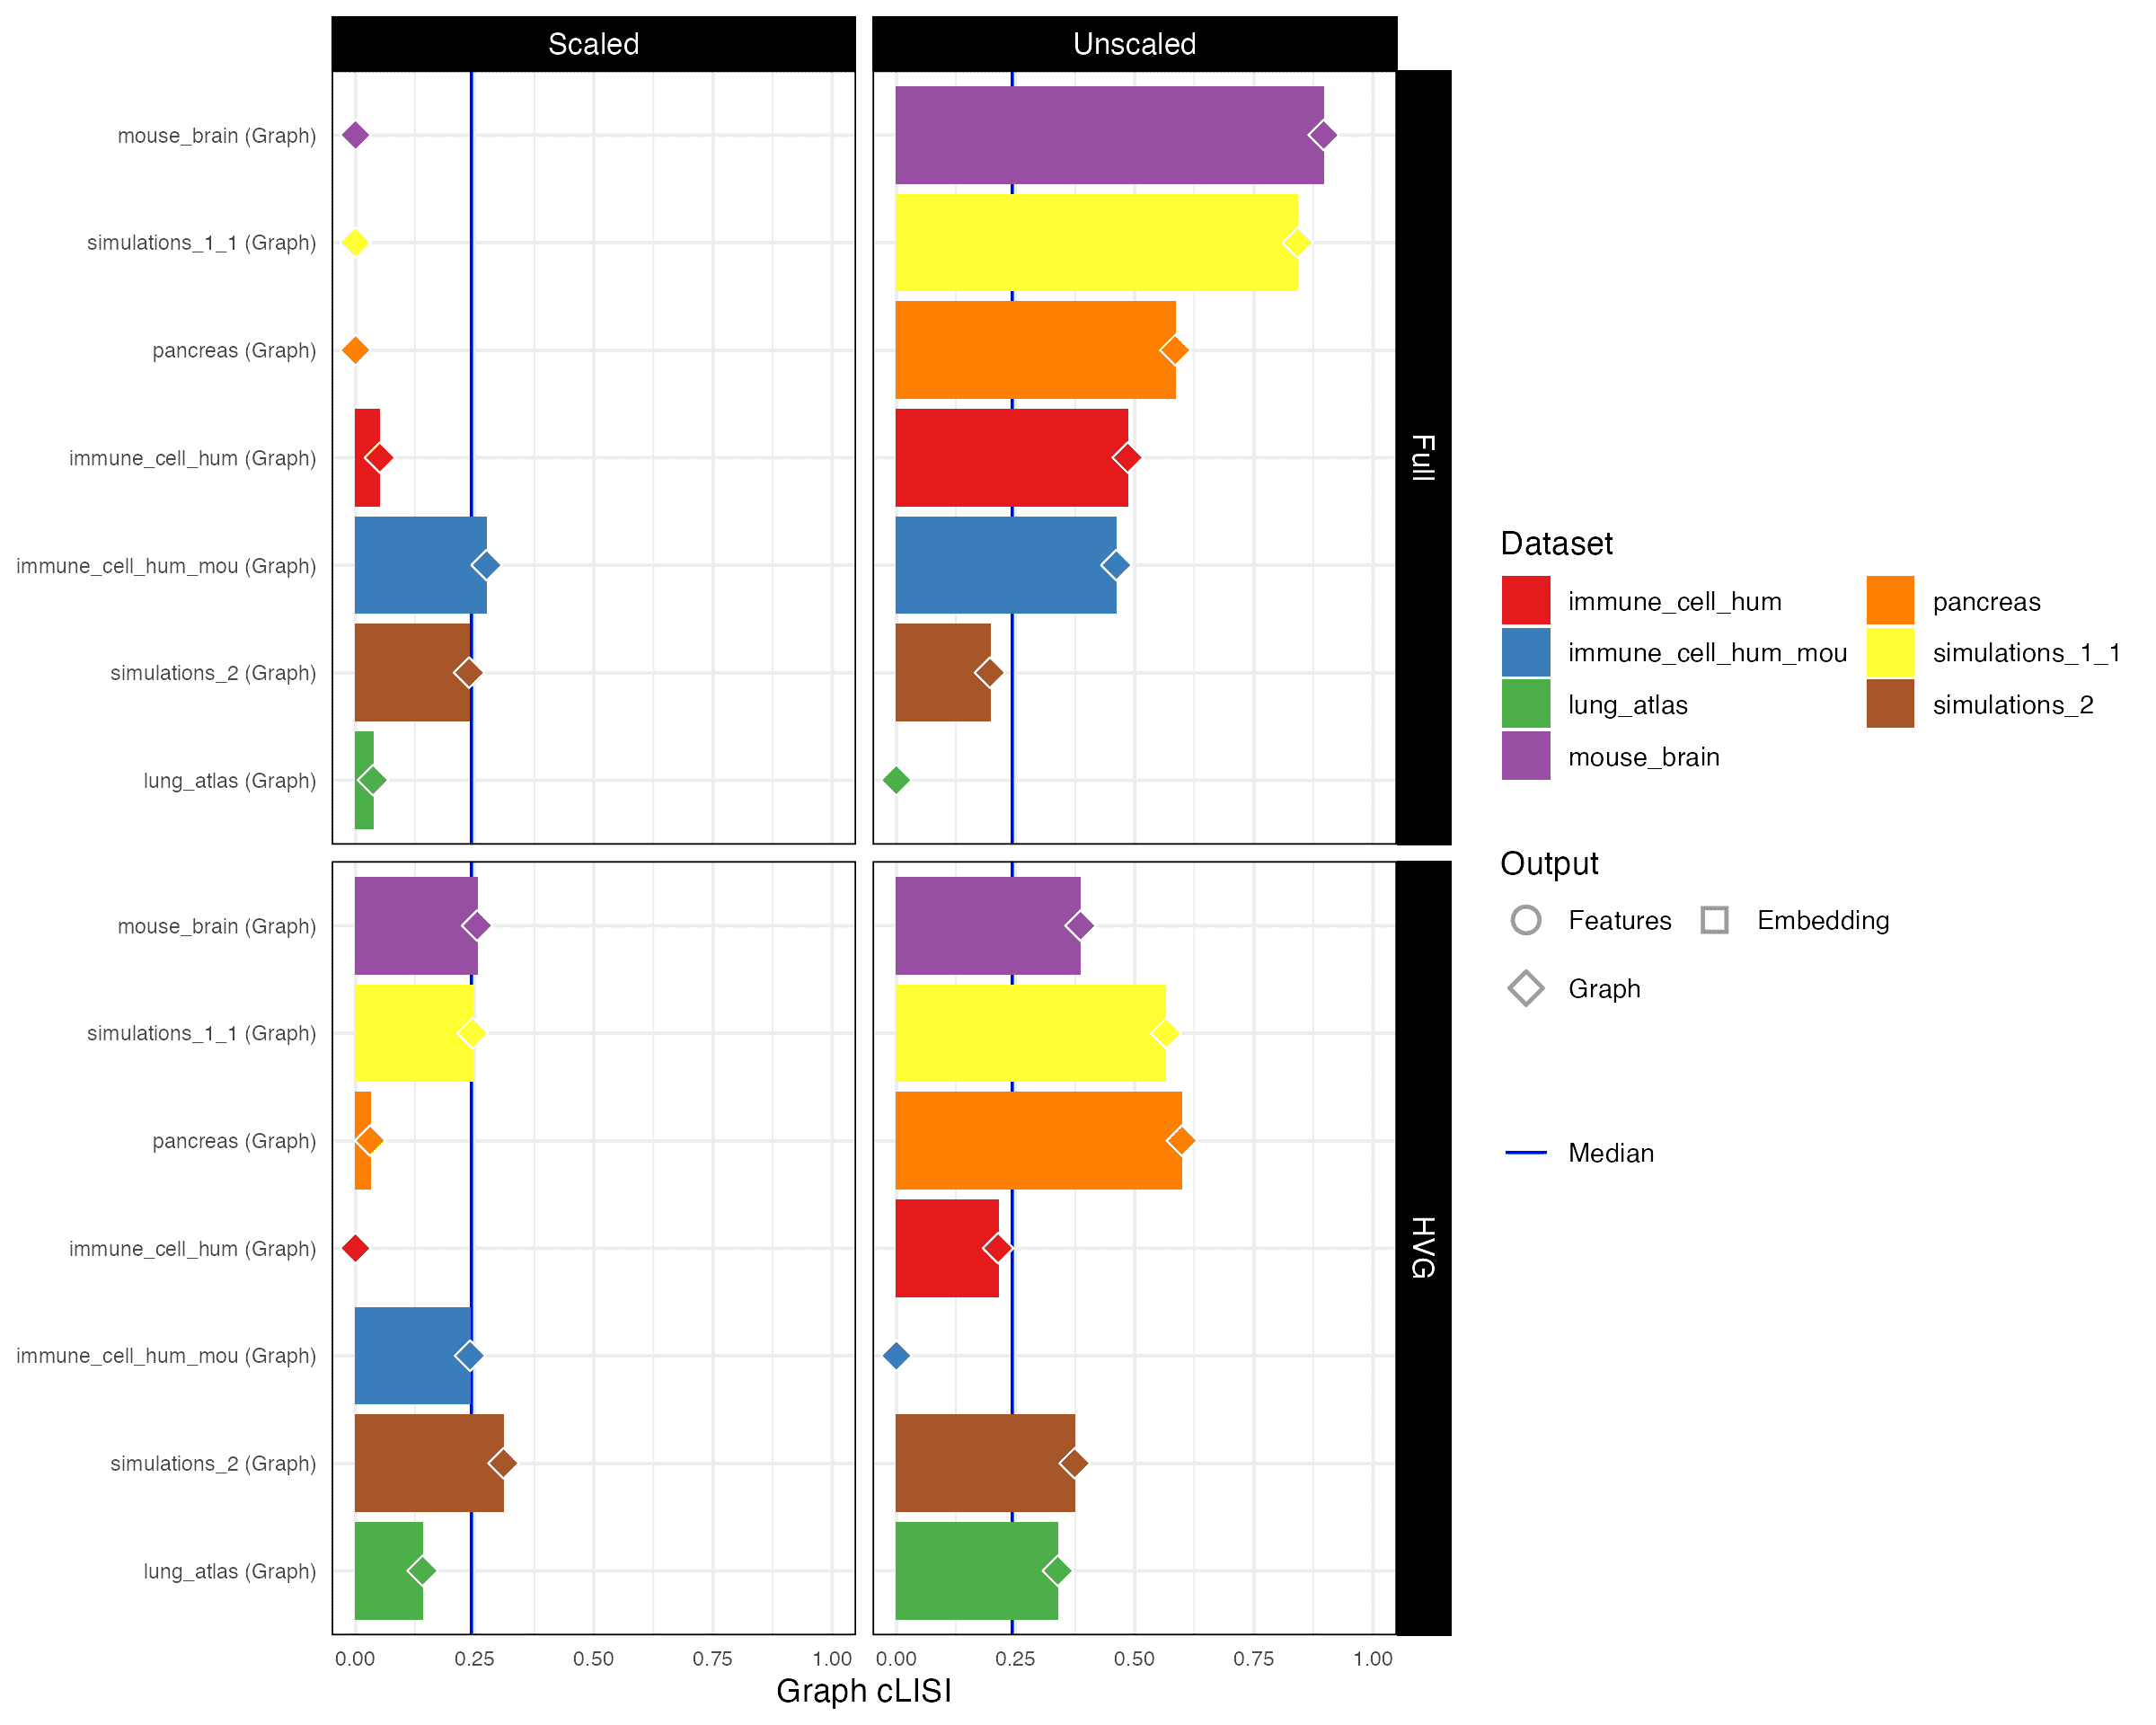 Scaled
Unscaled
mouse_brain (Graph)
simulations_1_1 (Graph)
pancreas (Graph)
immune_cell_hum (Graph)
immune_cell_hum_mou (Graph)
simulations_2 (Graph)
lung_atlas (Graph)
Full
mouse_brain (Graph)
simulations_1_1 (Graph)
pancreas (Graph)
immune_cell_hum (Graph)
immune_cell_hum_mou (Graph)
simulations_2 (Graph)
lung_atlas (Graph)
HVG
0.00 0.25 0.50 0.75 1.00
0.00 0.25 0.50 0.75 1.00
Graph cLISI
Dataset
immune_cell_hum
immune_cell_hum_mou
lung_atlas
mouse_brain
pancreas
simulations_1_1
simulations_2
Output
Features
Embedding
Graph
Median